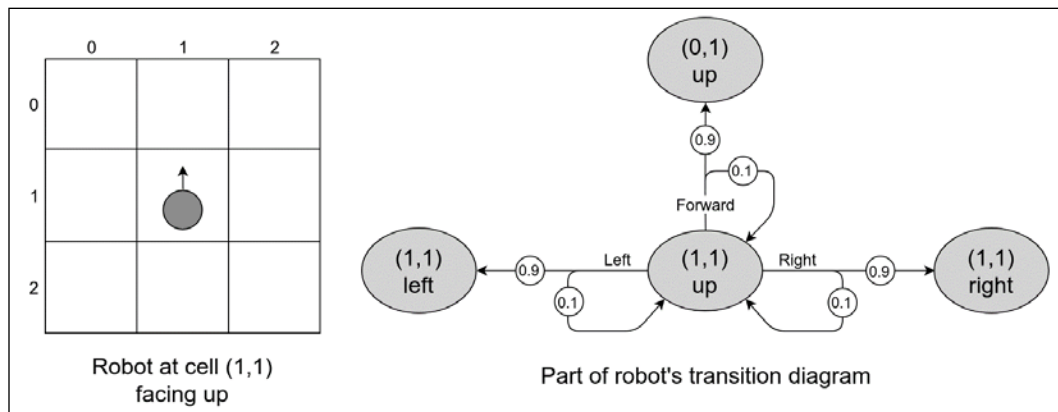 0 1 2
0
1
2
Robot at cell (1,1)
facing up
(0,1)
up
0.9
0.1
Forward
(1,1)
left
0.9
Left
0.1
(1,1)
up
Right
0.9
0.1
(1,1)
right
Part of robot's transition diagram